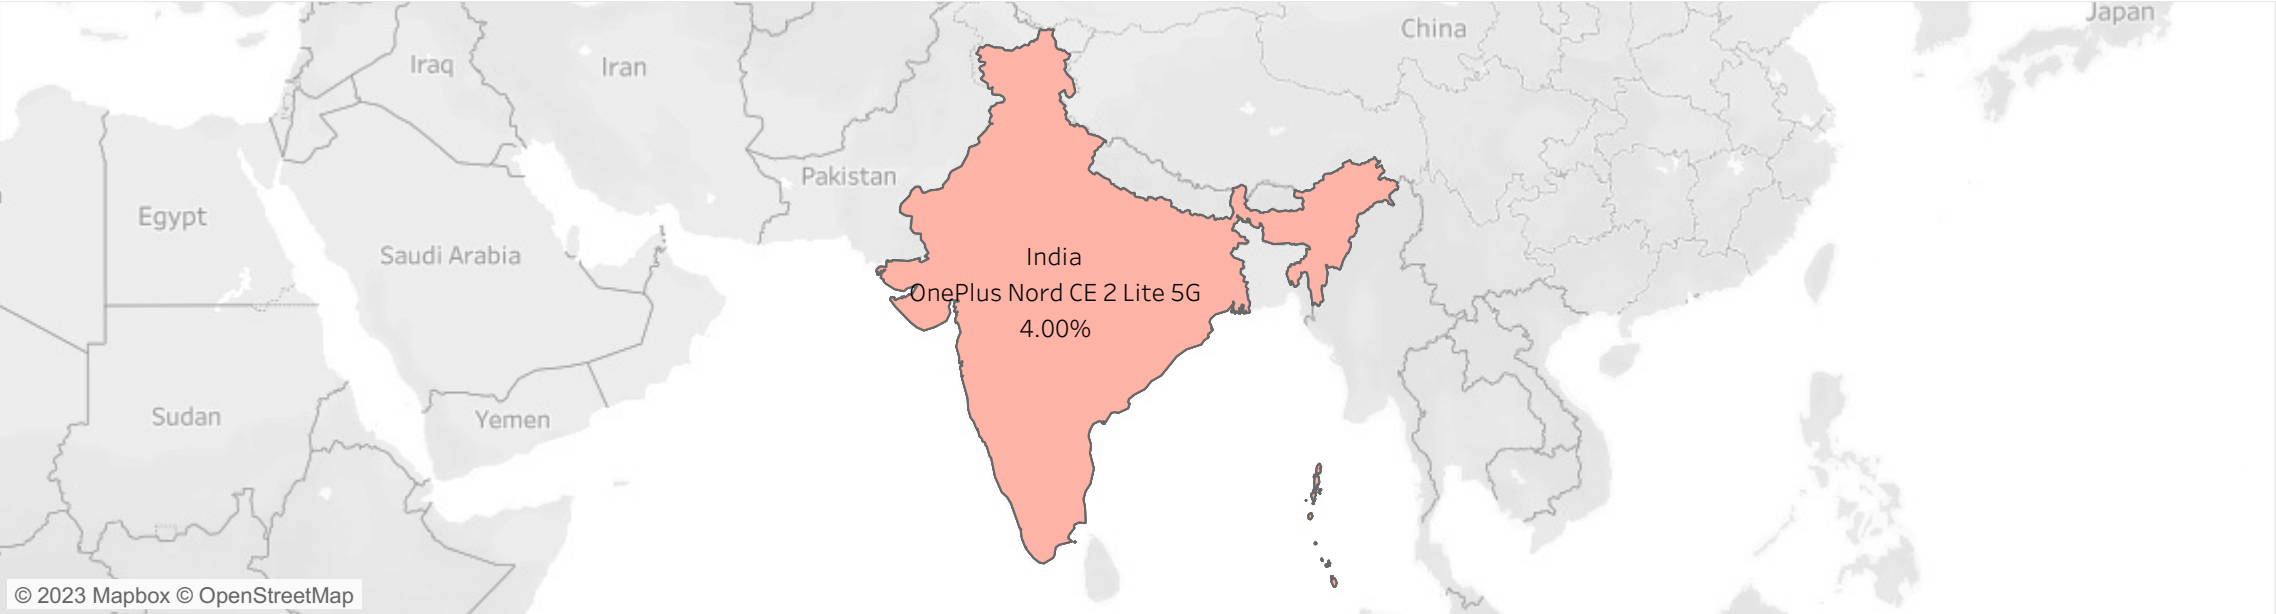 Japan
China
Iraq
Iran
Pakistan
Egypt
Saudi Arabia
India
OnePlus Nord CE 2 Lite 5G
4.00%
Sudan
Yemen
© 2023 Mapbox © OpenStreetMap